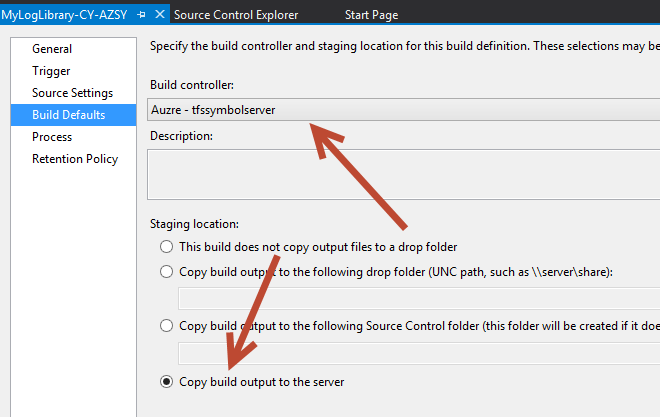 MyLogLibrary-CY-AZSY
Source Control Explorer
Start Page
General
Trigger
Source Settings
Build Defaults
Process
Retention Policy
Specify the build controller and staging location for this build definition. These selections may be
Build controller:
Auzre - tfssymbolserver
Description:
Staging location:
This build does not copy output files to a drop folder
Copy build output to the following drop folder (UNC path, such as \\server\share):
Copy build output to the following Source Control folder (this folder will be created if it doe
Copy build output to the server